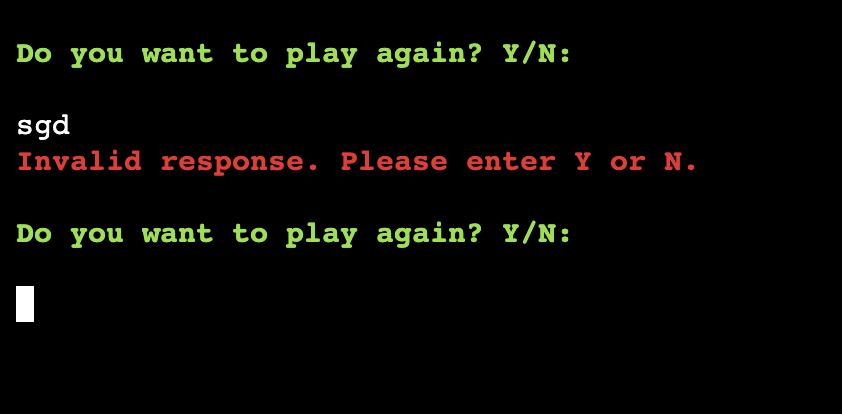 Do you want to play again? Y/N:
sgd
Invalid response. Please enter Y or N.
Do you want to play again? Y/N: